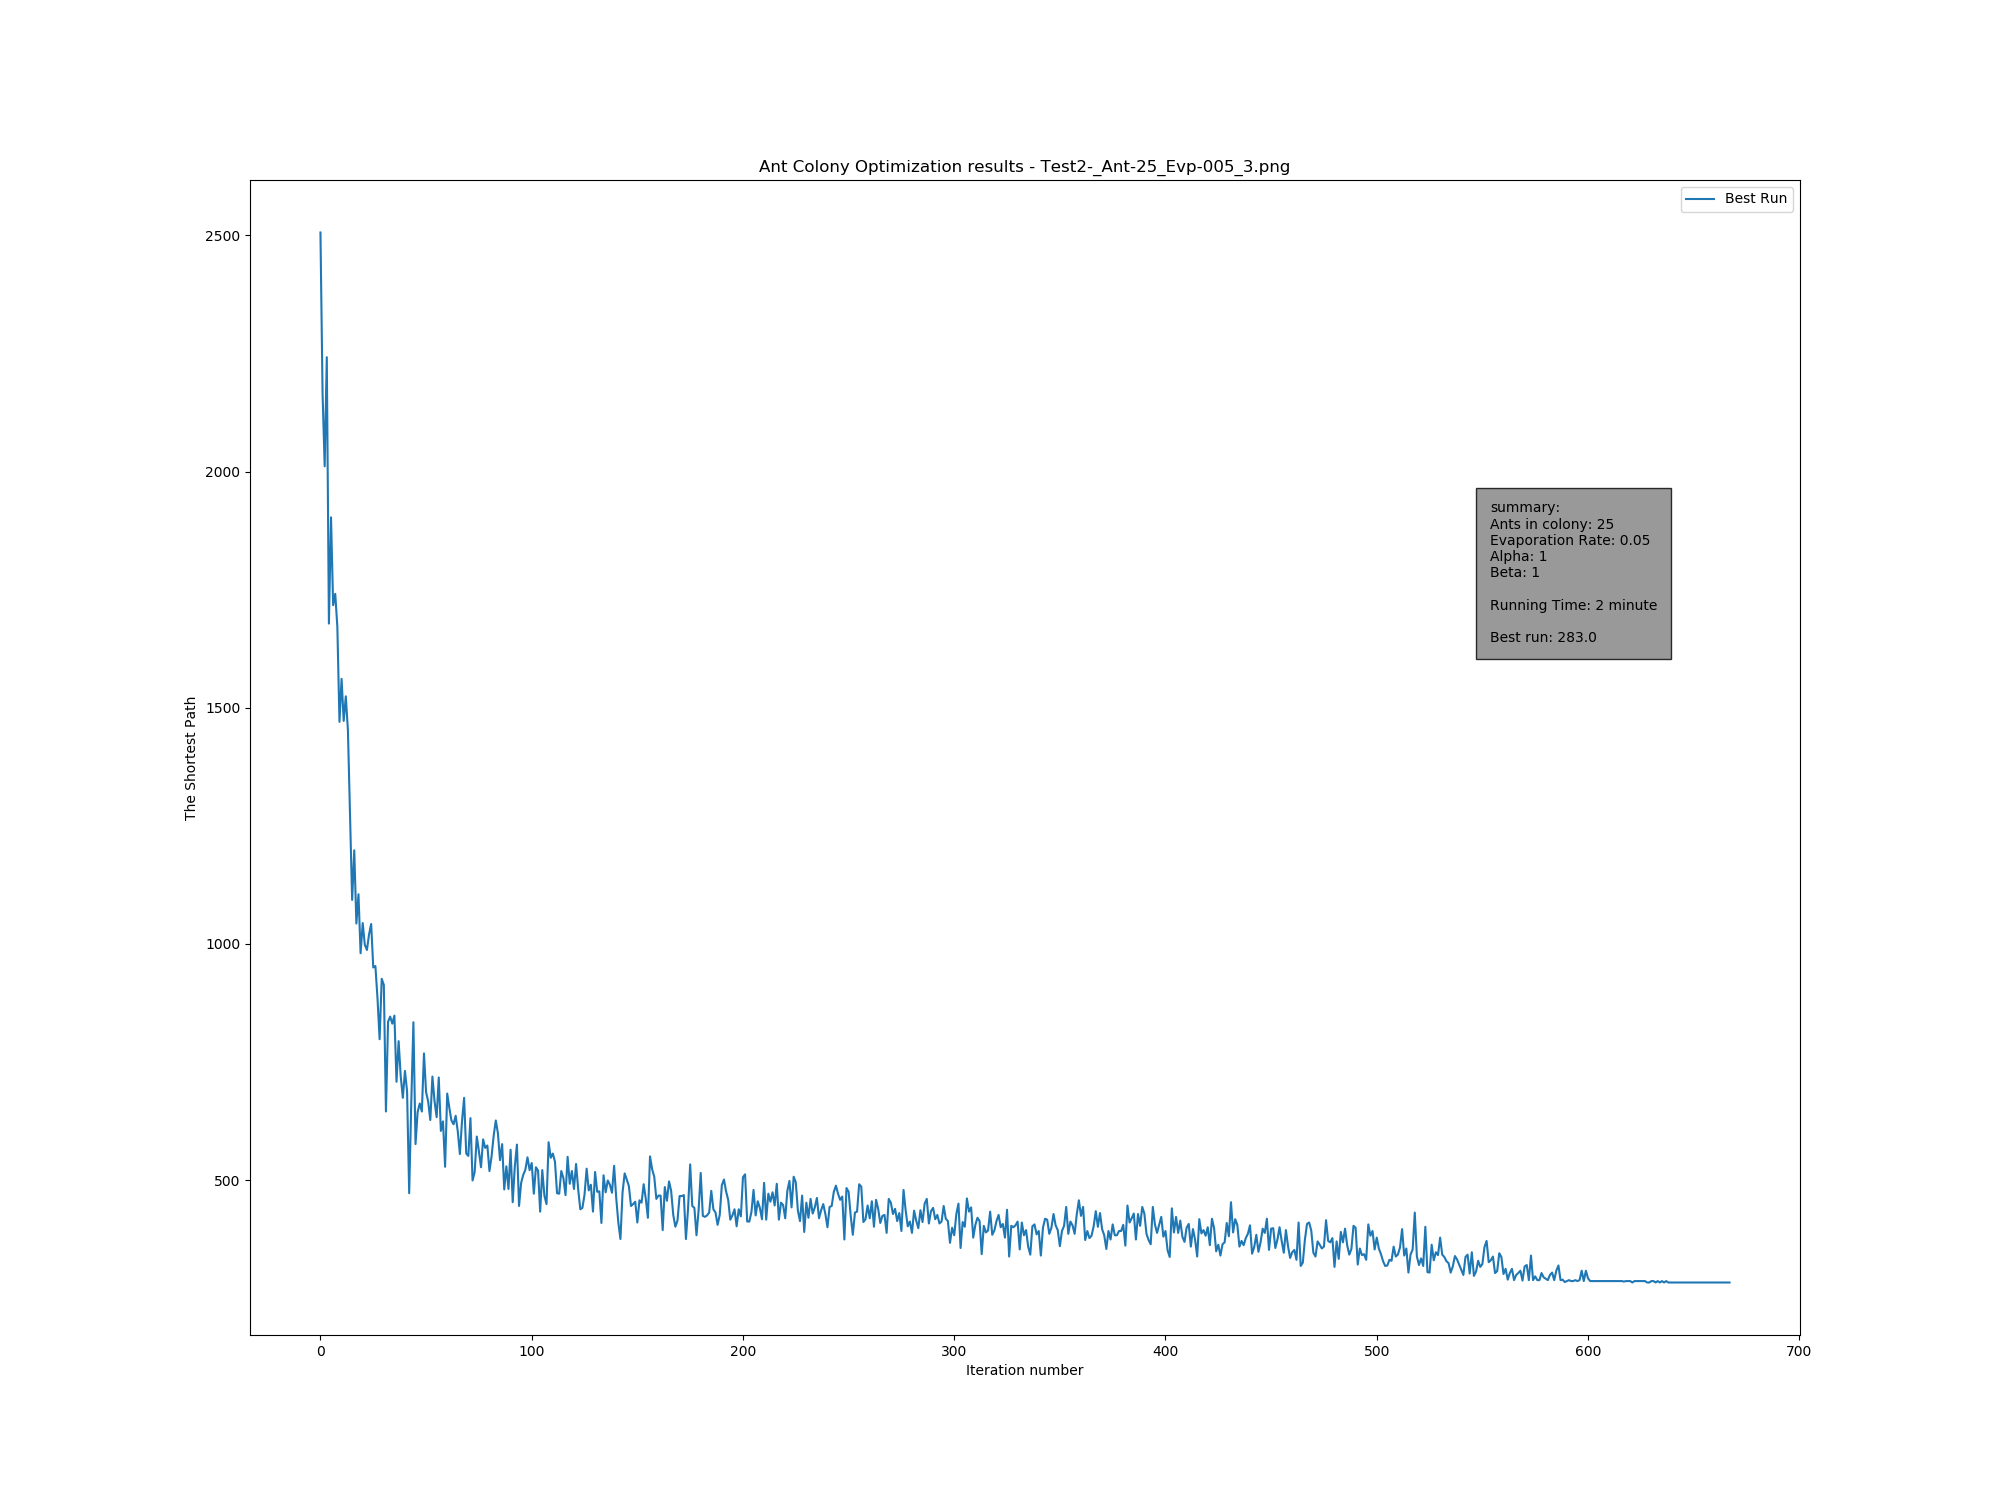 Ant Colony Optimization results - Test2-_Ant-25_Evp-005_3.png
Best Run
2500
2000
1500
1000
500
The Shortest Path
summary:
Ants in colony: 25
Evaporation Rate: 0.05
Alpha: 1
Beta: 1
Running Time: 2 minute
Best run: 283.0
0 100 200 300 400 500 600 700
Iteration number